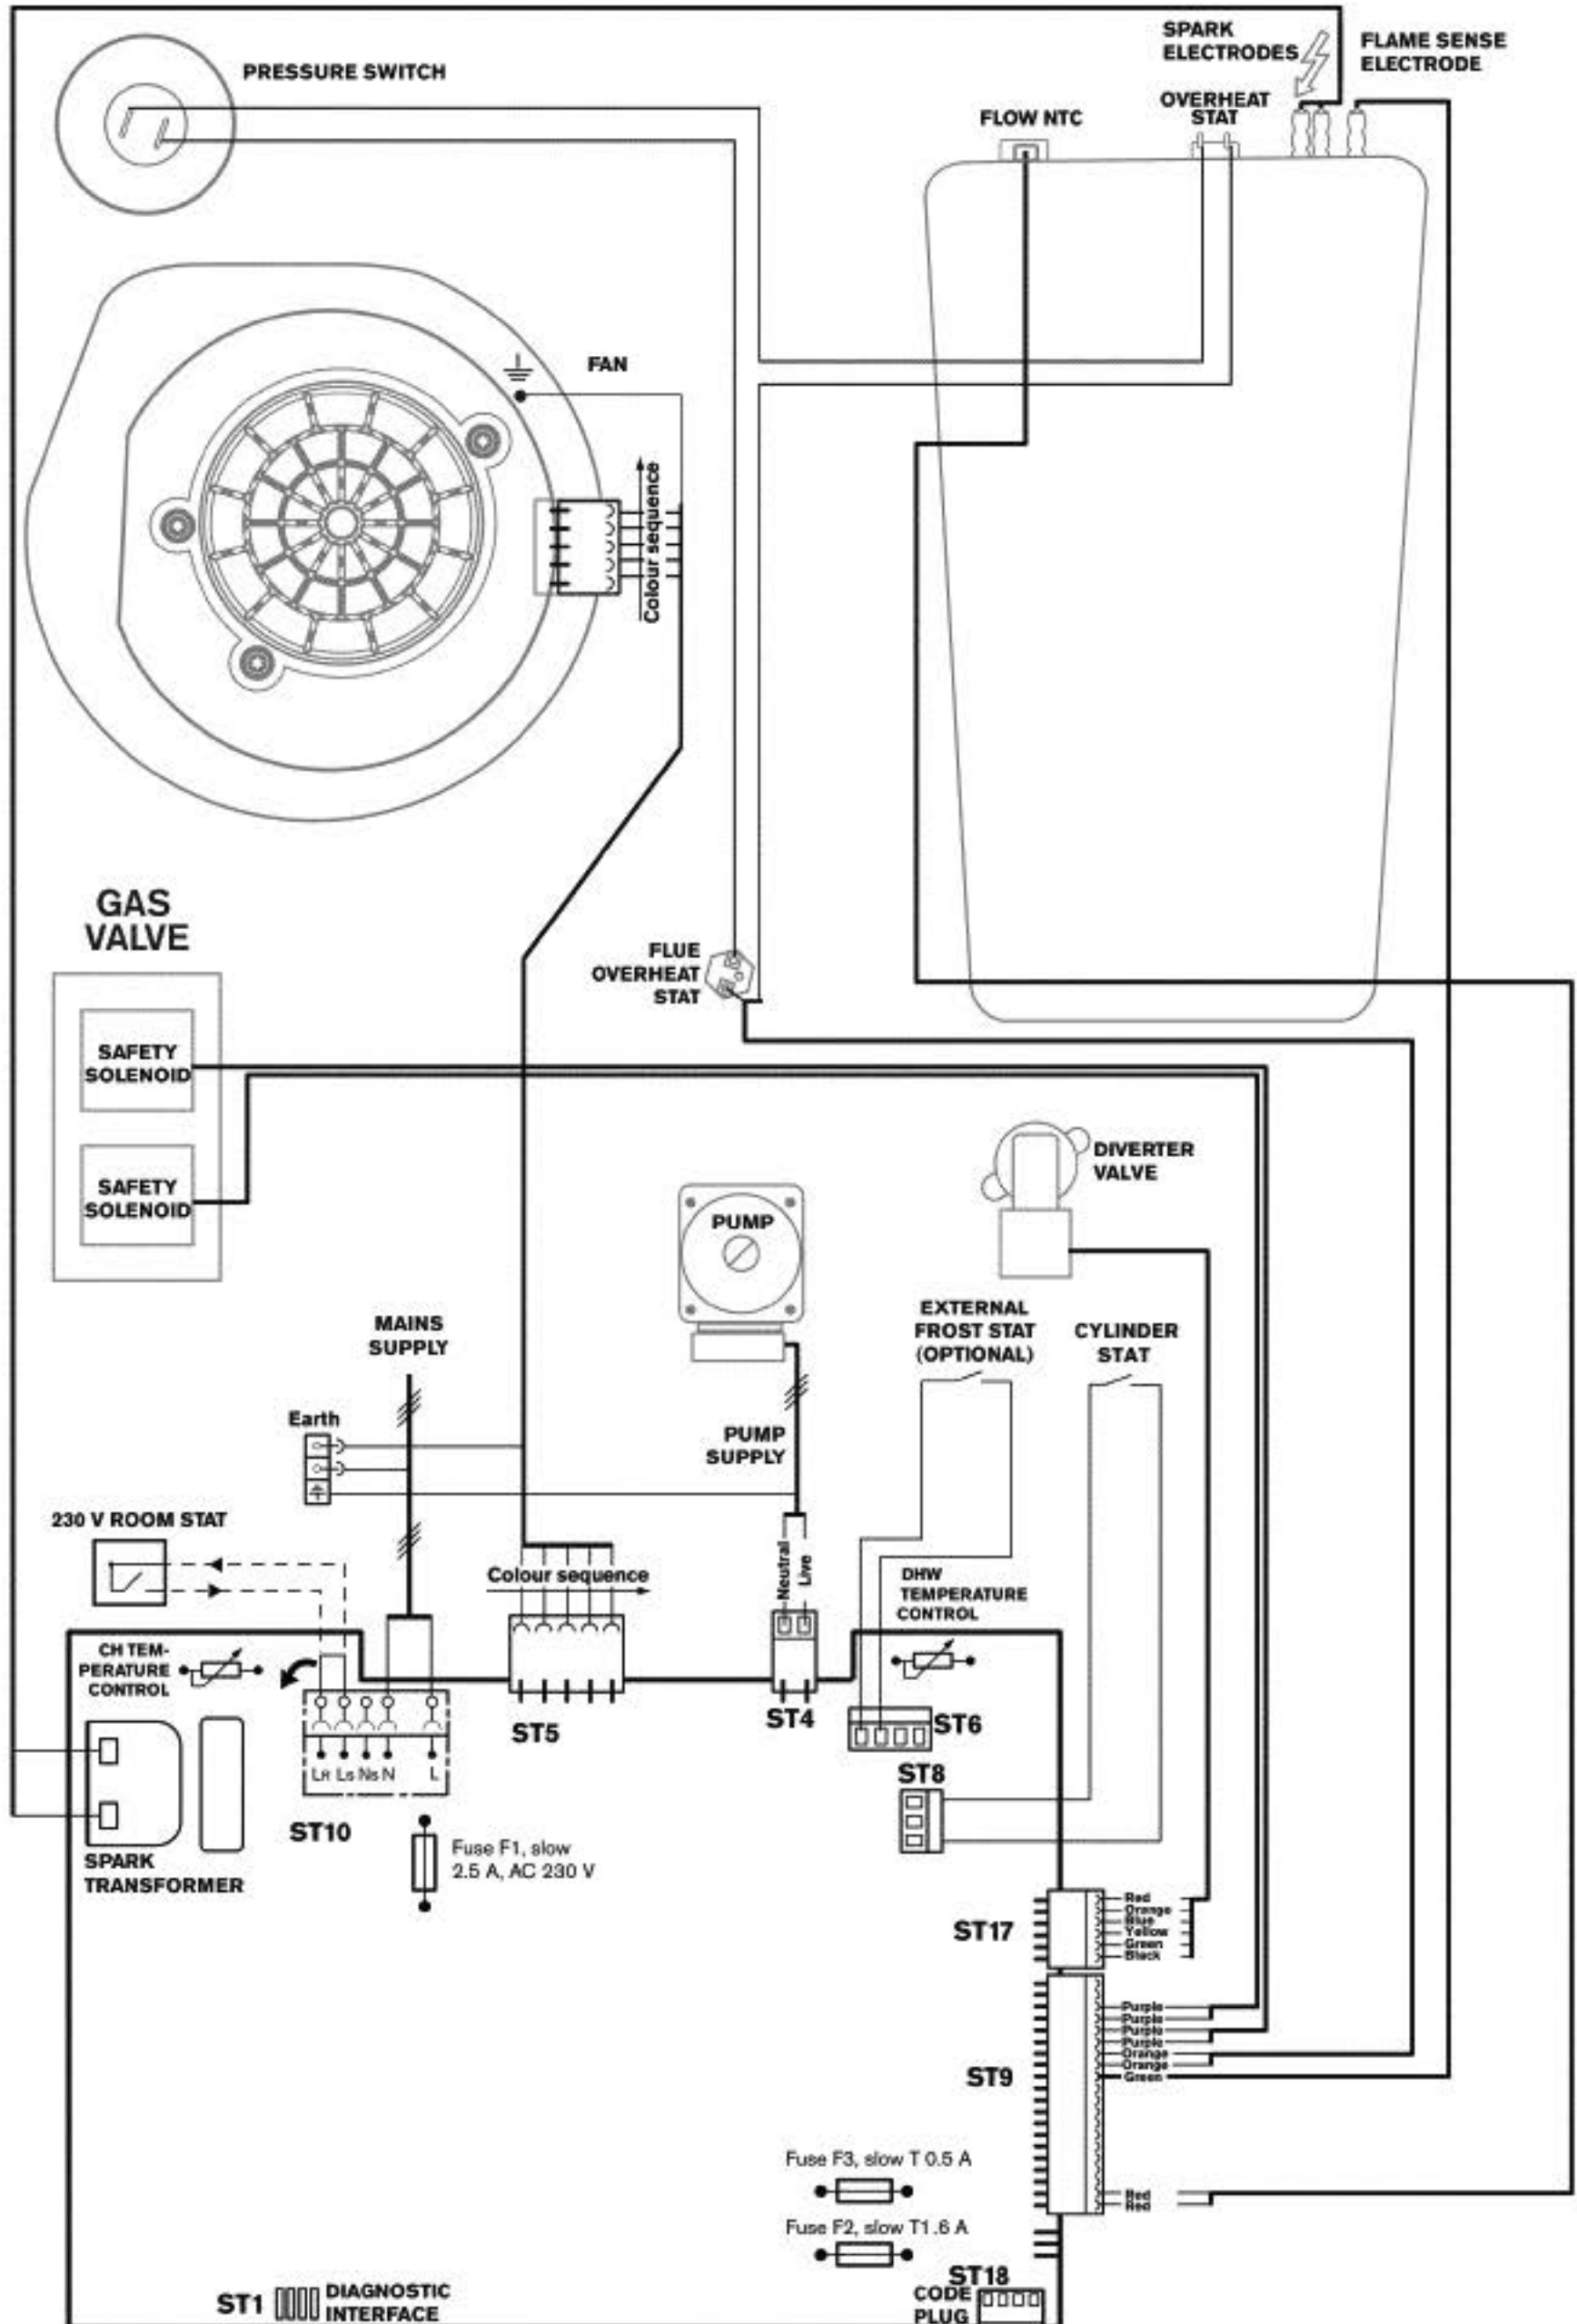 SPARK
ELECTRODES
FLAME SENSE
ELECTRODE
PRESSURE SWITCH
OVERHEAT
STAT
FLOW NTC
FAN
Colour sequence
GAS
VALVE
FLUE
OVERHEAT
STAT
SAFETY
SOLENOID
SAFETY
SOLENOID
DIVERTER
VALVE
PUMP
MAINS
SUPPLY
EXTERNAL
FROST STAT
(OPTIONAL)
CYLINDER
STAT
Earth
PUMP
SUPPLY
230 V ROOM STAT
Colour sequence
Neutral
Live
DHW
TEMPERATURE
CONTROL
CH TEM-
PERATURE
CONTROL
ST5
ST4
ST6
LR LS NS N L
ST8
ST10
SPARK
TRANSFORMER
Fuse F1, slow
2.5 A, AC 230 V
ST17
Red
Orange
Blue
Yellow
Green
Black
ST9
Purple
Purple
Purple
Purple
Orange
Orange
Green
Fuse F3, slow T 0.5 A
Red
Red
Fuse F2, slow T1.6 A
ST18
CODE
PLUG
ST1
DIAGNOSTIC
INTERFACE